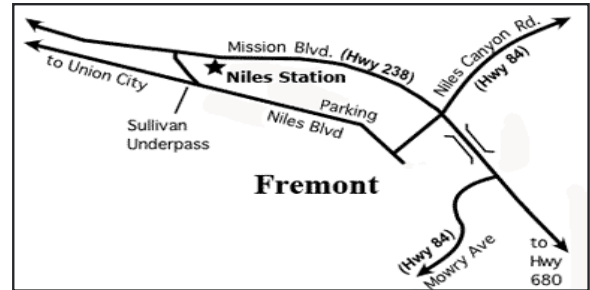 Mission Blvd. (Hwy 238)
Niles Canyon Rd.
(Hwy 84)
to Union City
Niles Station
Parking
Niles Blvd
Sullivan
Underpass
Fremont
(Hwy 84)
Mowry Ave
to
Hwy
680